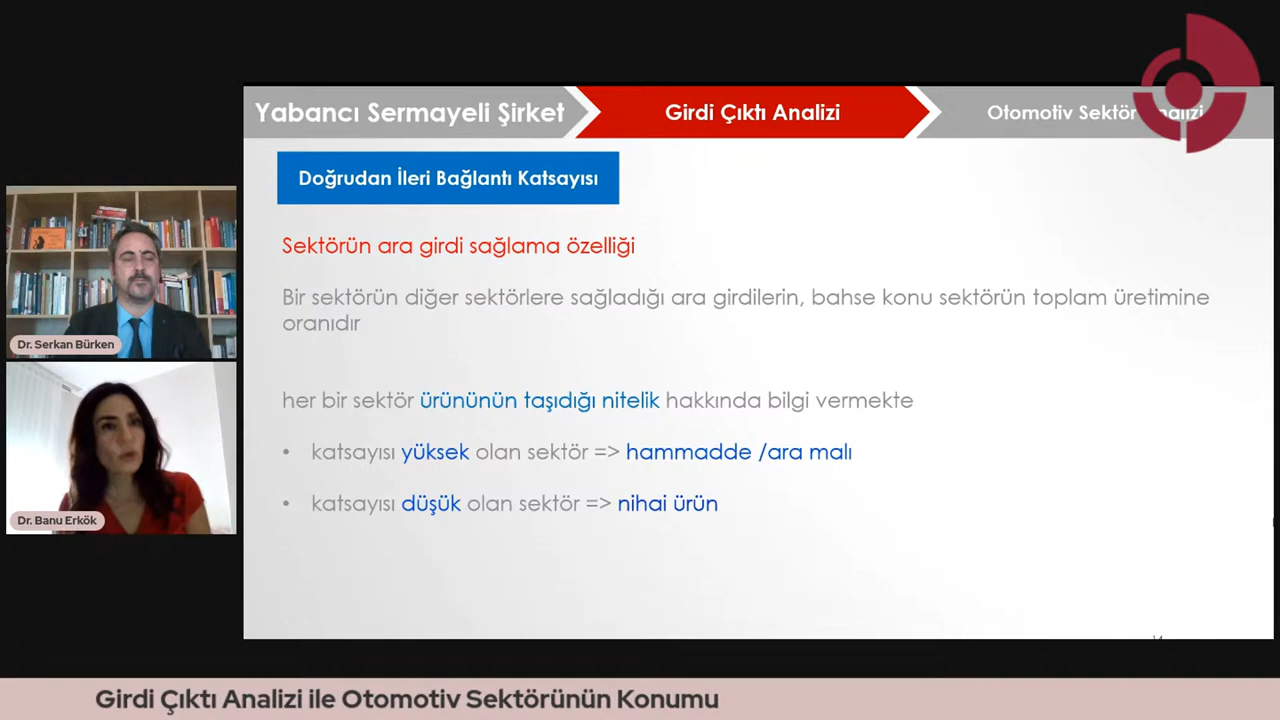 Yabancı Sermayeli Şirket
Girdi Çıktı Analizi
Otomotiv Sektör
Doğrudan İleri Bağlantı Katsayısı
Sektörün ara girdi sağlama özelliği
Bir sektörün diğer sektörlere sağladığı ara girdilerin, bahse konu sektörün toplam üretimine
oranıdır
her bir sektör ürününün taşıdığı nitelik hakkında bilgi vermekte
• katsayısı yüksek olan sektör => hammadde /ara malı
• katsayısı düşük olan sektör => nihai ürün
Dr. Serkan Bürken
Dr. Banu Erkök
Girdi Çıktı Analizi ile Otomotiv Sektörünün Konumu